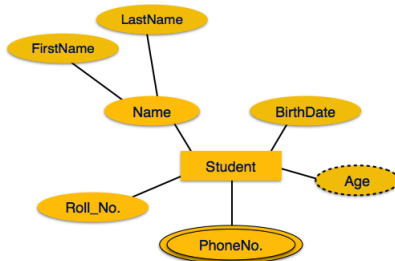 LastName
FirstName
Name
BirthDate
Student
Age
Roll_No.
PhoneNo.